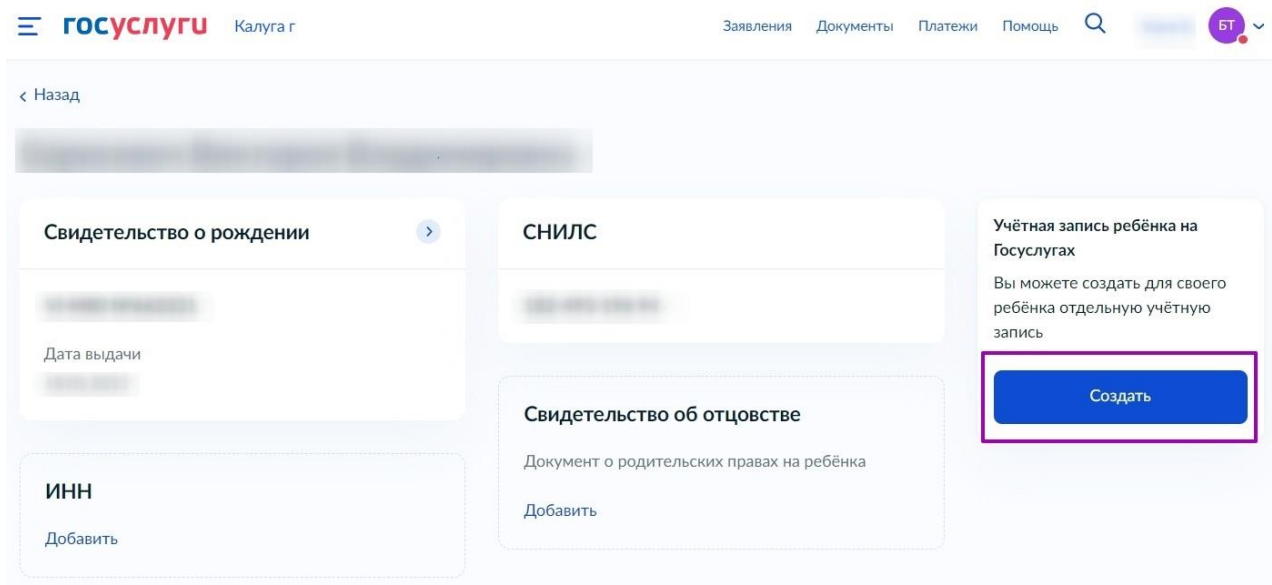 госуслуги Калуга г Заявления Документы Платежи Помощь БТ
Назад
Свидетельство о рождении
Дата выдачи
ИНН
Добавить
СНИЛС
Свидетельство об отцовстве
Документ о родительских правах на ребёнка
Добавить
Учётная запись ребёнка на
Госуслугах
Вы можете создать для своего
ребёнка отдельную учётную
запись
Создать